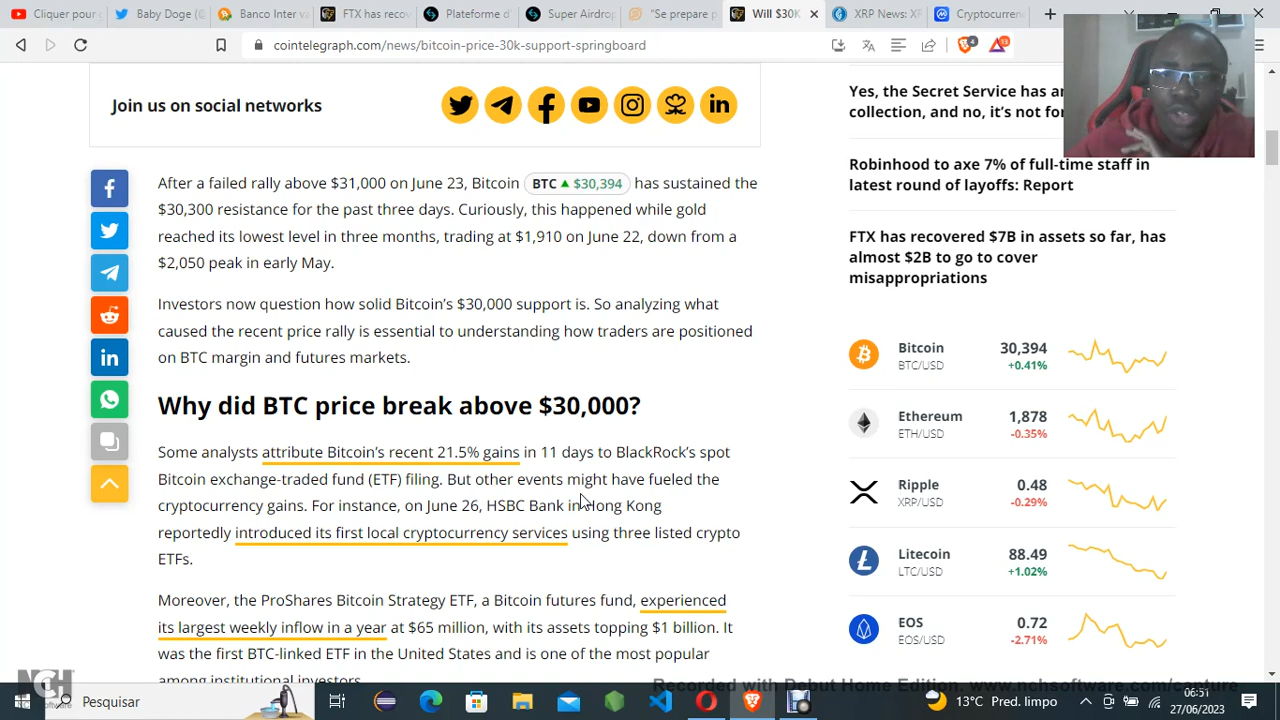 Cliquer pour
Baby Doge (
Banco Inter va
FTX has recov
Plateforme d'
Super Airdrop
"Se prepare p
Will $30K
XRP News: XR
Cryptocurren
cointelegraph.com/news/bitcoin-price-30k-support-springboard
4
13
Join us on social networks
After a failed rally above $31,000 on June 23, Bitcoin BTC $30,394 has sustained the
$30,300 resistance for the past three days. Curiously, this happened while gold
reached its lowest level in three months, trading at $1,910 on June 22, down from a
$2,050 peak in early May.
Investors now question how solid Bitcoin's $30,000 support is. So analyzing what
caused the recent price rally is essential to understanding how traders are positioned
on BTC margin and futures markets.
Why did BTC price break above $30,000?
Some analysts attribute Bitcoin's recent 21.5% gains in 11 days to BlackRock's spot
Bitcoin exchange-traded fund (ETF) filing. But other events might have fueled the
cryptocurrency gains. For instance, on June 26, HSBC Bank in Hong Kong
reportedly introduced its first local cryptocurrency services using three listed crypto
ETFs.
Moreover, the ProShares Bitcoin Strategy ETF, a Bitcoin futures fund, experienced
its largest weekly inflow in a year at $65 million, with its assets topping $1 billion. It
was the first BTC-linked ETF in the United States and is one of the most popular
among institutional investors.
Yes, the Secret Service has an
collection, and no, it's not for
Robinhood to axe 7% of full-time staff in
latest round of layoffs: Report
FTX has recovered $7B in assets so far, has
almost $2B to go to cover
misappropriations
Bitcoin 30,394
BTC/USD +0.41%
Ethereum 1,878
ETH/USD -0.35%
Ripple 0.48
XRP/USD -0.29%
Litecoin 88.49
LTC/USD +1.02%
EOS 0.72
EOS/USD -2.71%
Recorded with Debut Home Edition. www.nchsoftware.com/capture
NCH
Software
Pesquisar
13°C Pred. limpo
06:51
27/06/2023